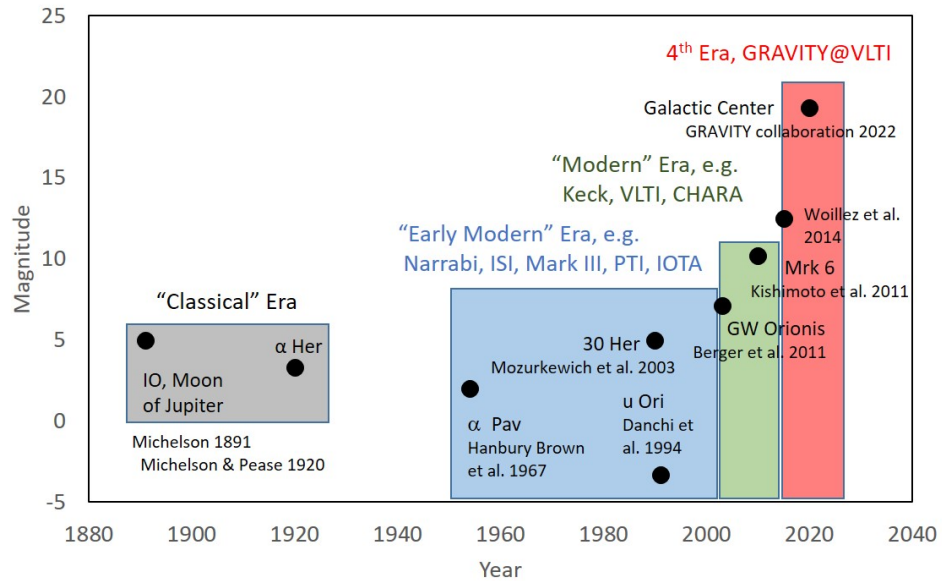 25
20
15
10
5
0
-5
Magnitude
4th Era, GRAVITY@VLTI
Galactic Center
GRAVITY collaboration 2022
“Modern” Era, e.g.
Keck, VLTI, CHARA
Woillez et al.
2014
“Early Modern” Era, e.g.
Narrabi, ISI, Mark III, PTI, IOTA
Mrk 6
Kishimoto et al. 2011
“Classical” Era
GW Orionis
Berger et al. 2011
α Her
30 Her
Mozurkewich et al. 2003
IO, Moon
of Jupiter
u Ori
Danchi et
al. 1994
α Pav
Hanbury Brown
et al. 1967
Michelson 1891
Michelson & Pease 1920
1880 1900 1920 1940 1960 1980 2000 2020 2040
Year